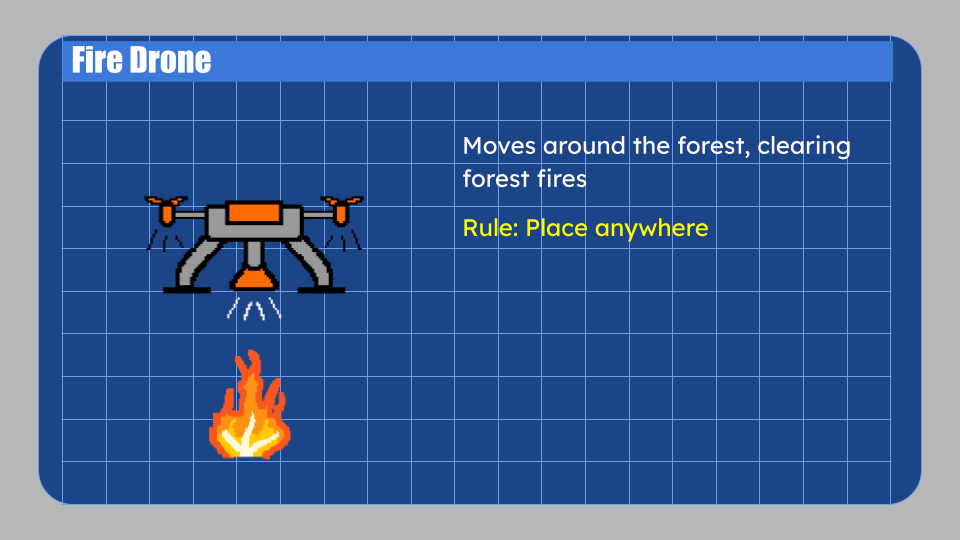 Fire Drone
Moves around the forest, clearing
forest fires
Rule: Place anywhere